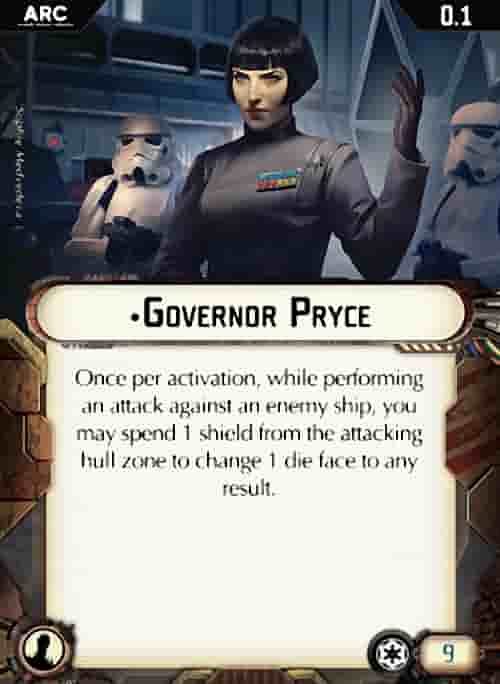 ARC
0.1
•GOVERNOR PRYCE
Once per activation, while performing
an attack against an enemy ship, you
may spend 1 shield from the attacking
hull zone to change 1 die face to any
result.
9